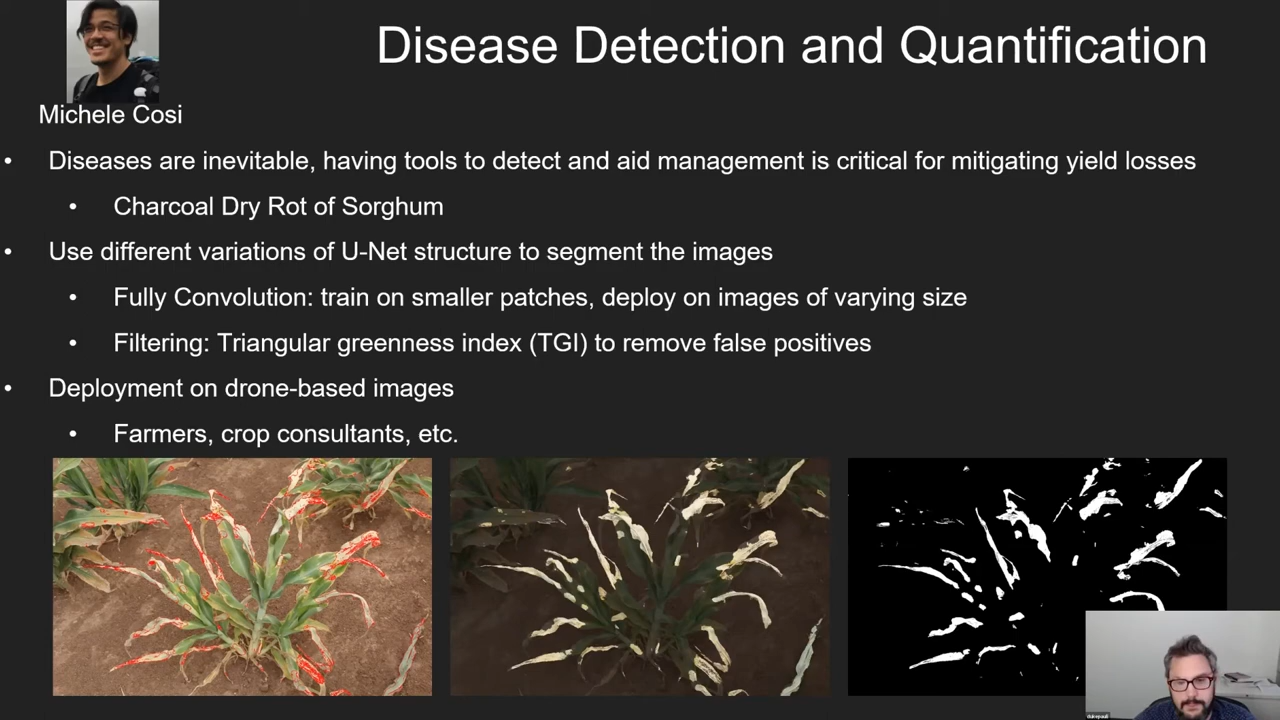 Disease Detection and Quantification
Michele Cosi
• Diseases are inevitable, having tools to detect and aid management is critical for mitigating yield losses
• Charcoal Dry Rot of Sorghum
• Use different variations of U-Net structure to segment the images
• Fully Convolution: train on smaller patches, deploy on images of varying size
• Filtering: Triangular greenness index (TGI) to remove false positives
• Deployment on drone-based images
• Farmers, crop consultants, etc.